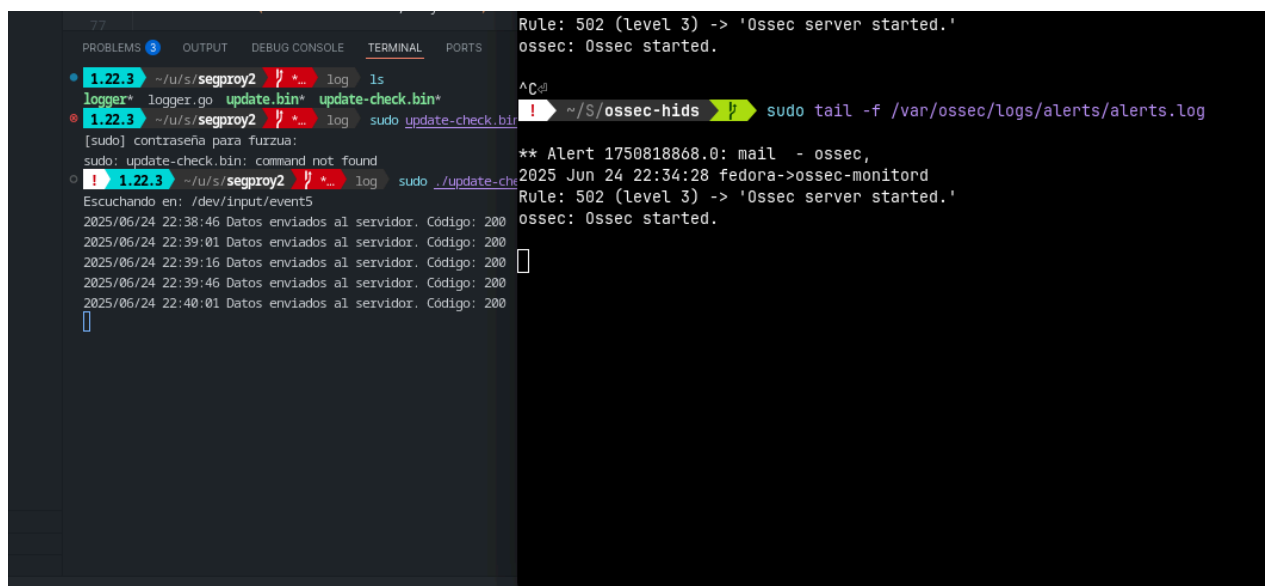 77
PROBLEMS 3 OUTPUT DEBUG CONSOLE TERMINAL PORTS
1.22.3 ~/u/s/segproy2 *… log ls
logger* logger.go update.bin* update-check.bin*
1.22.3 ~/u/s/segproy2 *… log sudo update-check.bin
[sudo] contraseña para furzua:
sudo: update-check.bin: command not found
! 1.22.3 ~/u/s/segproy2 *… log sudo ./update-che
Escuchando en: /dev/input/event5
2025/06/24 22:38:46 Datos enviados al servidor. Código: 200
2025/06/24 22:39:01 Datos enviados al servidor. Código: 200
2025/06/24 22:39:16 Datos enviados al servidor. Código: 200
2025/06/24 22:39:46 Datos enviados al servidor. Código: 200
2025/06/24 22:40:01 Datos enviados al servidor. Código: 200
Rule: 502 (level 3) -> 'Ossec server started.'
ossec: Ossec started.
^C⏎
! ~/S/ossec-hids sudo tail -f /var/ossec/logs/alerts/alerts.log
** Alert 1750818868.0: mail - ossec,
2025 Jun 24 22:34:28 fedora->ossec-monitord
Rule: 502 (level 3) -> 'Ossec server started.'
ossec: Ossec started.